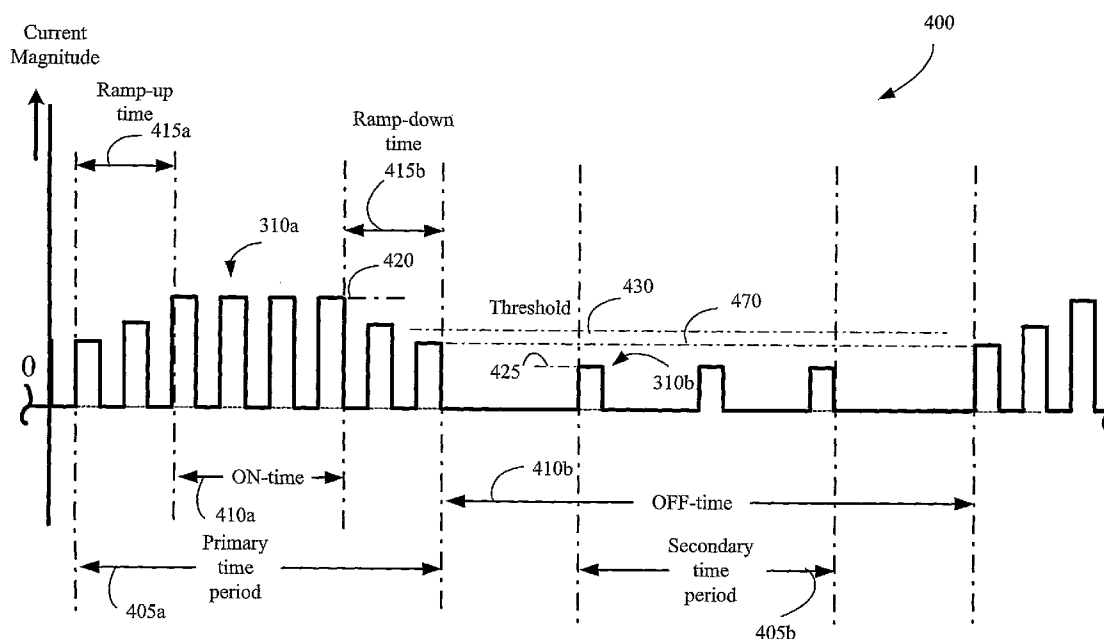 Current
Magnitude
400
Ramp-up
time
415a
Ramp-down
time
415b
310a
420
Threshold
430
470
0
425
310b
ON-time
410a
410b
OFF-time
Primary
time
period
405a
Secondary
time
period
405b